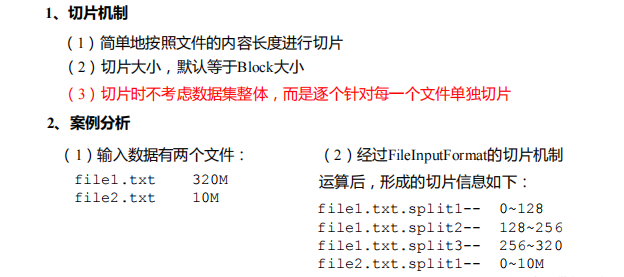 1、切片机制
（1）简单地按照文件的内容长度进行切片
（2）切片大小，默认等于Block大小
（3）切片时不考虑数据集整体，而是逐个针对每一个文件单独切片
2、案例分析
（1）输入数据有两个文件：
file1.txt 320M
file2.txt 10M
（2）经过FileInputFormat的切片机制
运算后，形成的切片信息如下：
file1.txt.split1-- 0~128
file1.txt.split2-- 128~256
file1.txt.split3-- 256~320
file2.txt.split1-- 0~10M